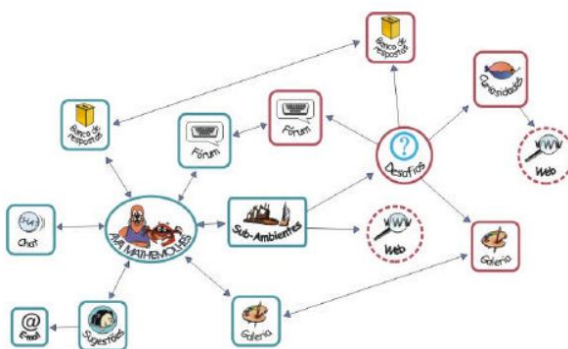 Banco de
respostas
Curiosidades
Banco de
respostas
Fórum
Fórum
?
Desafios
W
Web
Chat
AVA MATHEMOLHES
Sub-Ambientes
W
Web
Galeria
@
E-mail
Sugestões
Galeria